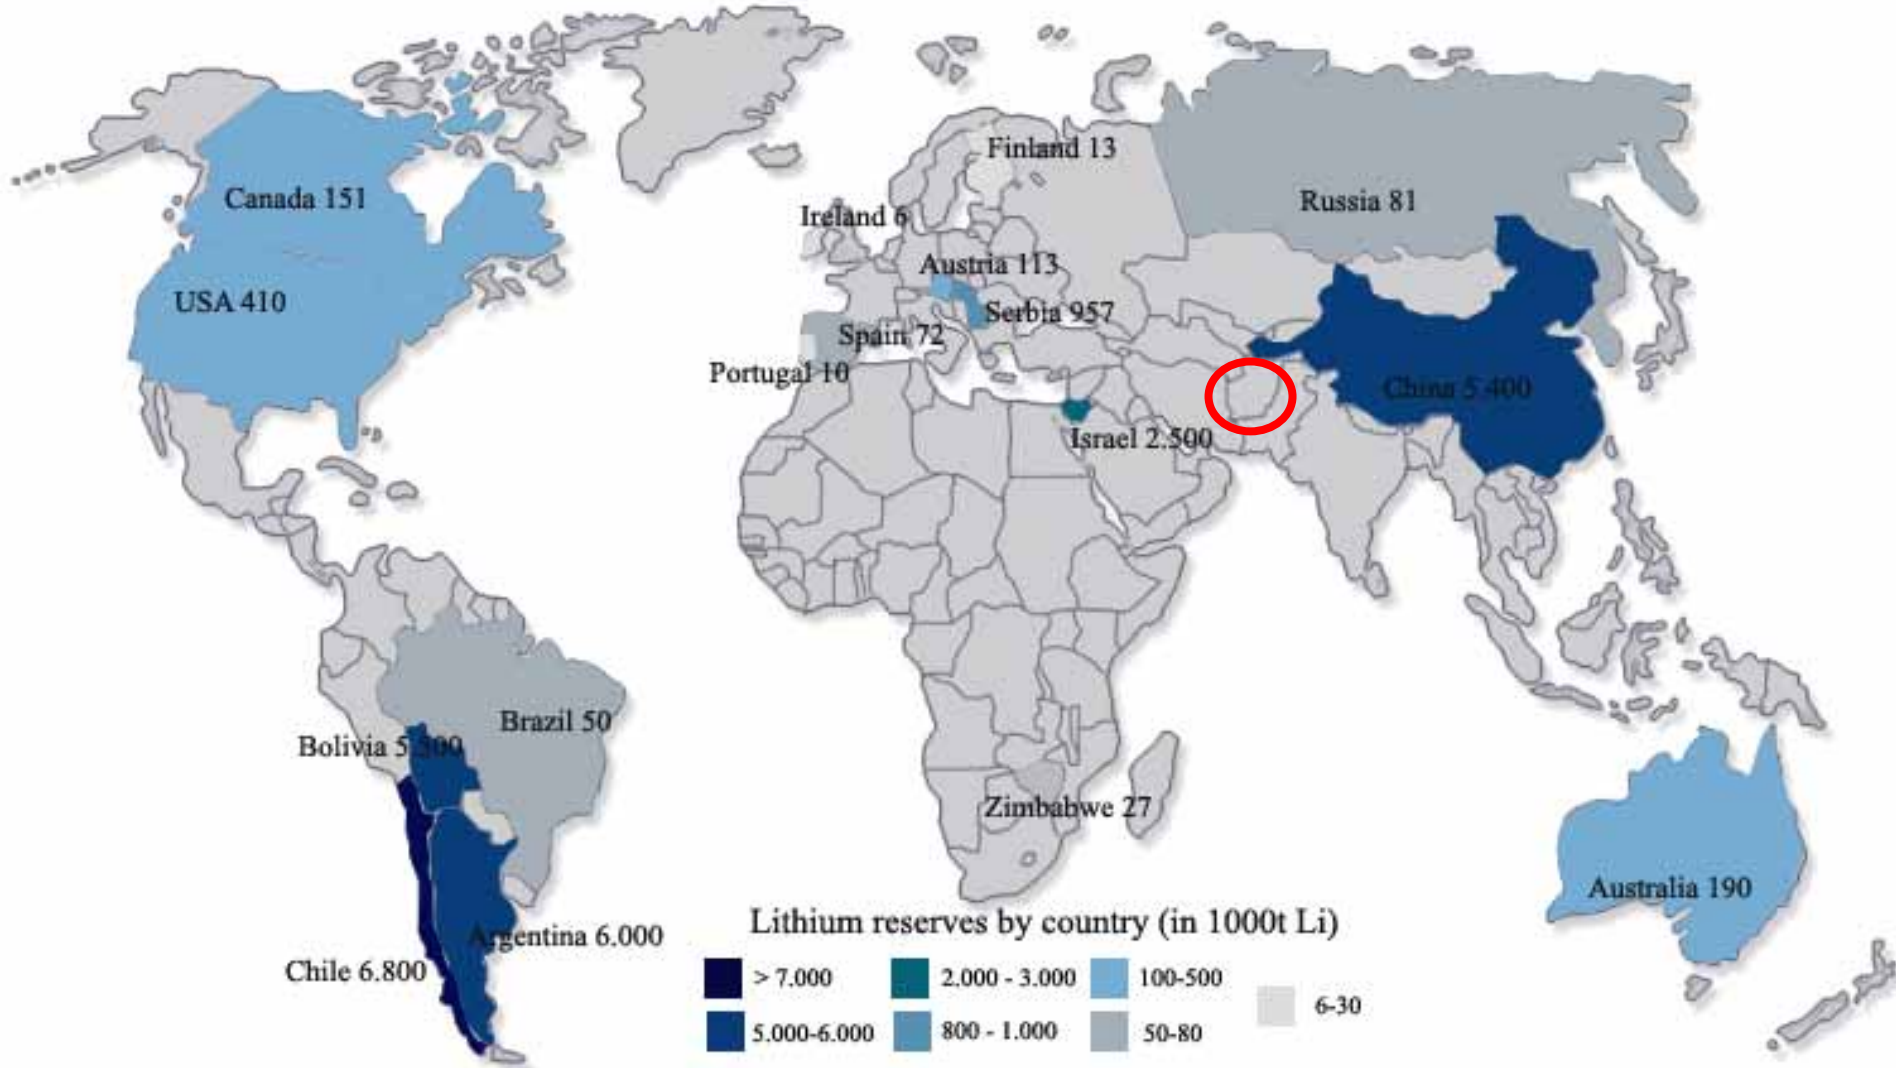 Finland 13
Canada 151
Russia 81
Ireland 6
Austria 113
USA 410
Serbia 957
Spain 72
Portugal 10
China 5.400
Israel 2.500
Brazil 50
Bolivia 5.500
Zimbabwe 27
Australia 190
Argentina 6.000
Chile 6.800
Lithium reserves by country (in 1000t Li)
> 7.000
2.000 - 3.000
100-500
6-30
5.000-6.000
800 - 1.000
50-80